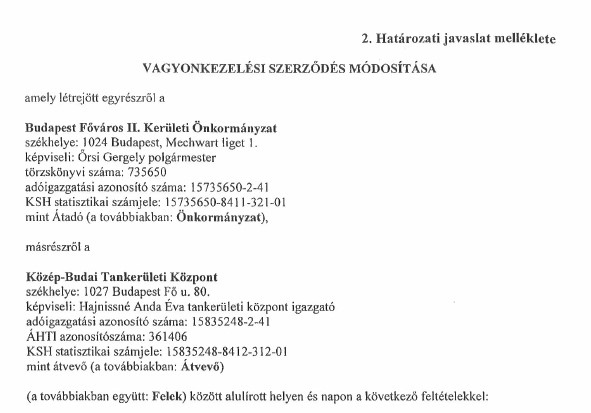 2. Határozati javaslat melléklete
VAGYONKEZELÉSI SZERZŐDÉS MÓDOSÍTÁSA
amely létrejött egyrészről a
Budapest Főváros II. Kerületi Önkormányzat
székhelye: 1024 Budapest, Mechwart liget 1.
képviseli: Őrsi Gergely polgármester
törzskönyvi száma: 735650
adóigazgatási azonosító száma: 15735650-2-41
KSH statisztikai számjele: 15735650-8411-321-01
mint Átadó (a továbbiakban: Önkormányzat),
másrészről a
Közép-Budai Tankerületi Központ
székhelye: 1027 Budapest Fő u. 80.
képviseli: Hajnissné Anda Éva tankerületi központ igazgató
adóigazgatási azonosító száma: 15835248-2-41
ÁHTI azonosítószáma: 361406
KSH statisztikai számjele: 15835248-8412-312-01
mint átvevő (a továbbiakban: Átvevő)
(a továbbiakban együtt: Felek) között alulírott helyen és napon a következő feltételekkel: